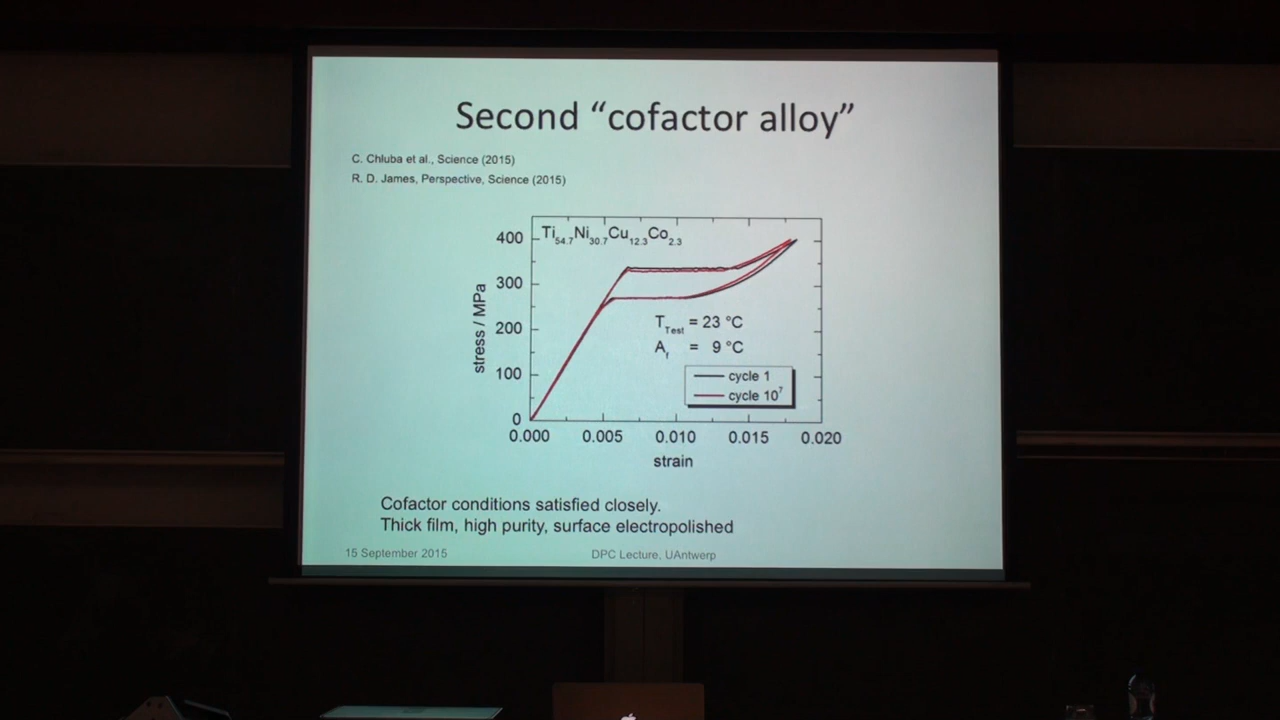 Second “cofactor alloy”
C. Chluba et al., Science (2015)
R. D. James, Perspective, Science (2015)
Ti54.7Ni30.7Cu12.3Co2.3
400
300
200
100
0
stress / MPa
TTest = 23 °C
Af = 9 °C
cycle 1
cycle 10⁷
0.000 0.005 0.010 0.015 0.020
strain
Cofactor conditions satisfied closely.
Thick film, high purity, surface electropolished
15 September 2015 DPC Lecture, UAntwerp